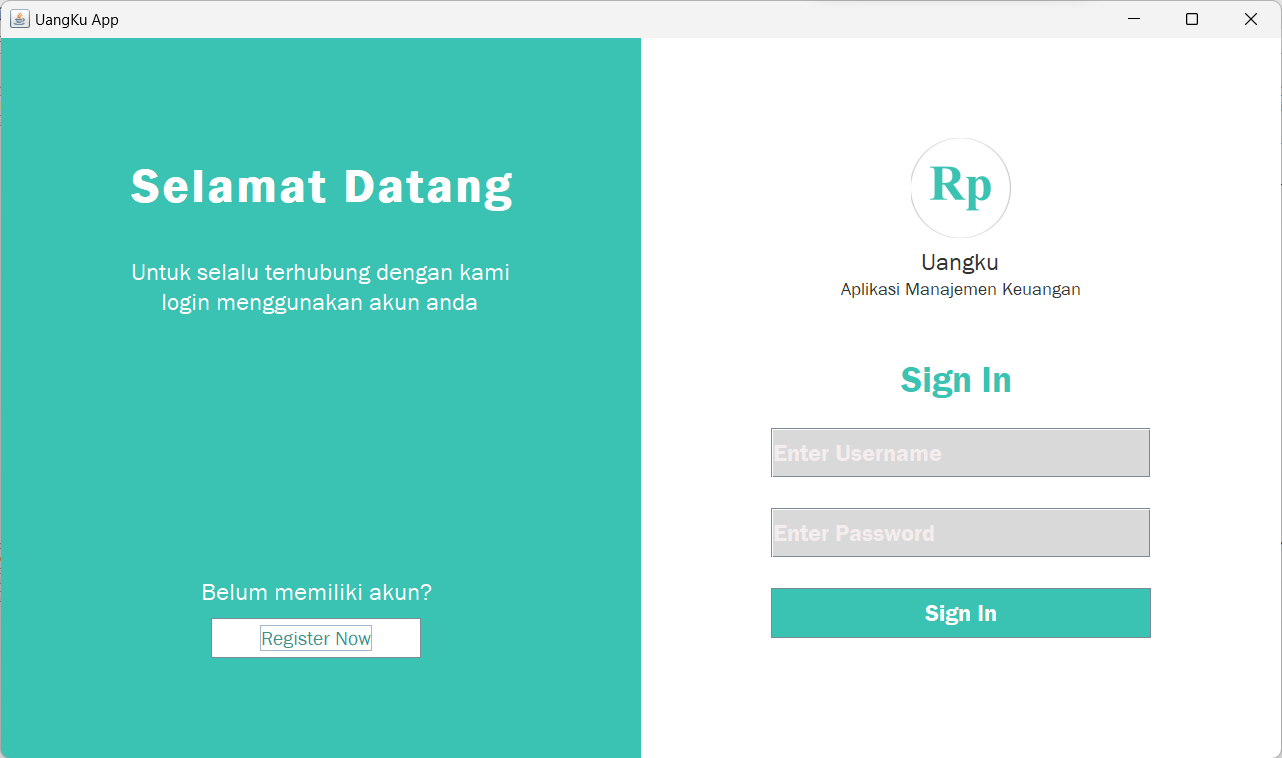 UangKu App
Selamat Datang
Untuk selalu terhubung dengan kami
login menggunakan akun anda
Belum memiliki akun?
Register Now
Rp
Uangku
Aplikasi Manajemen Keuangan
Sign In
Enter Username
Enter Password
Sign In